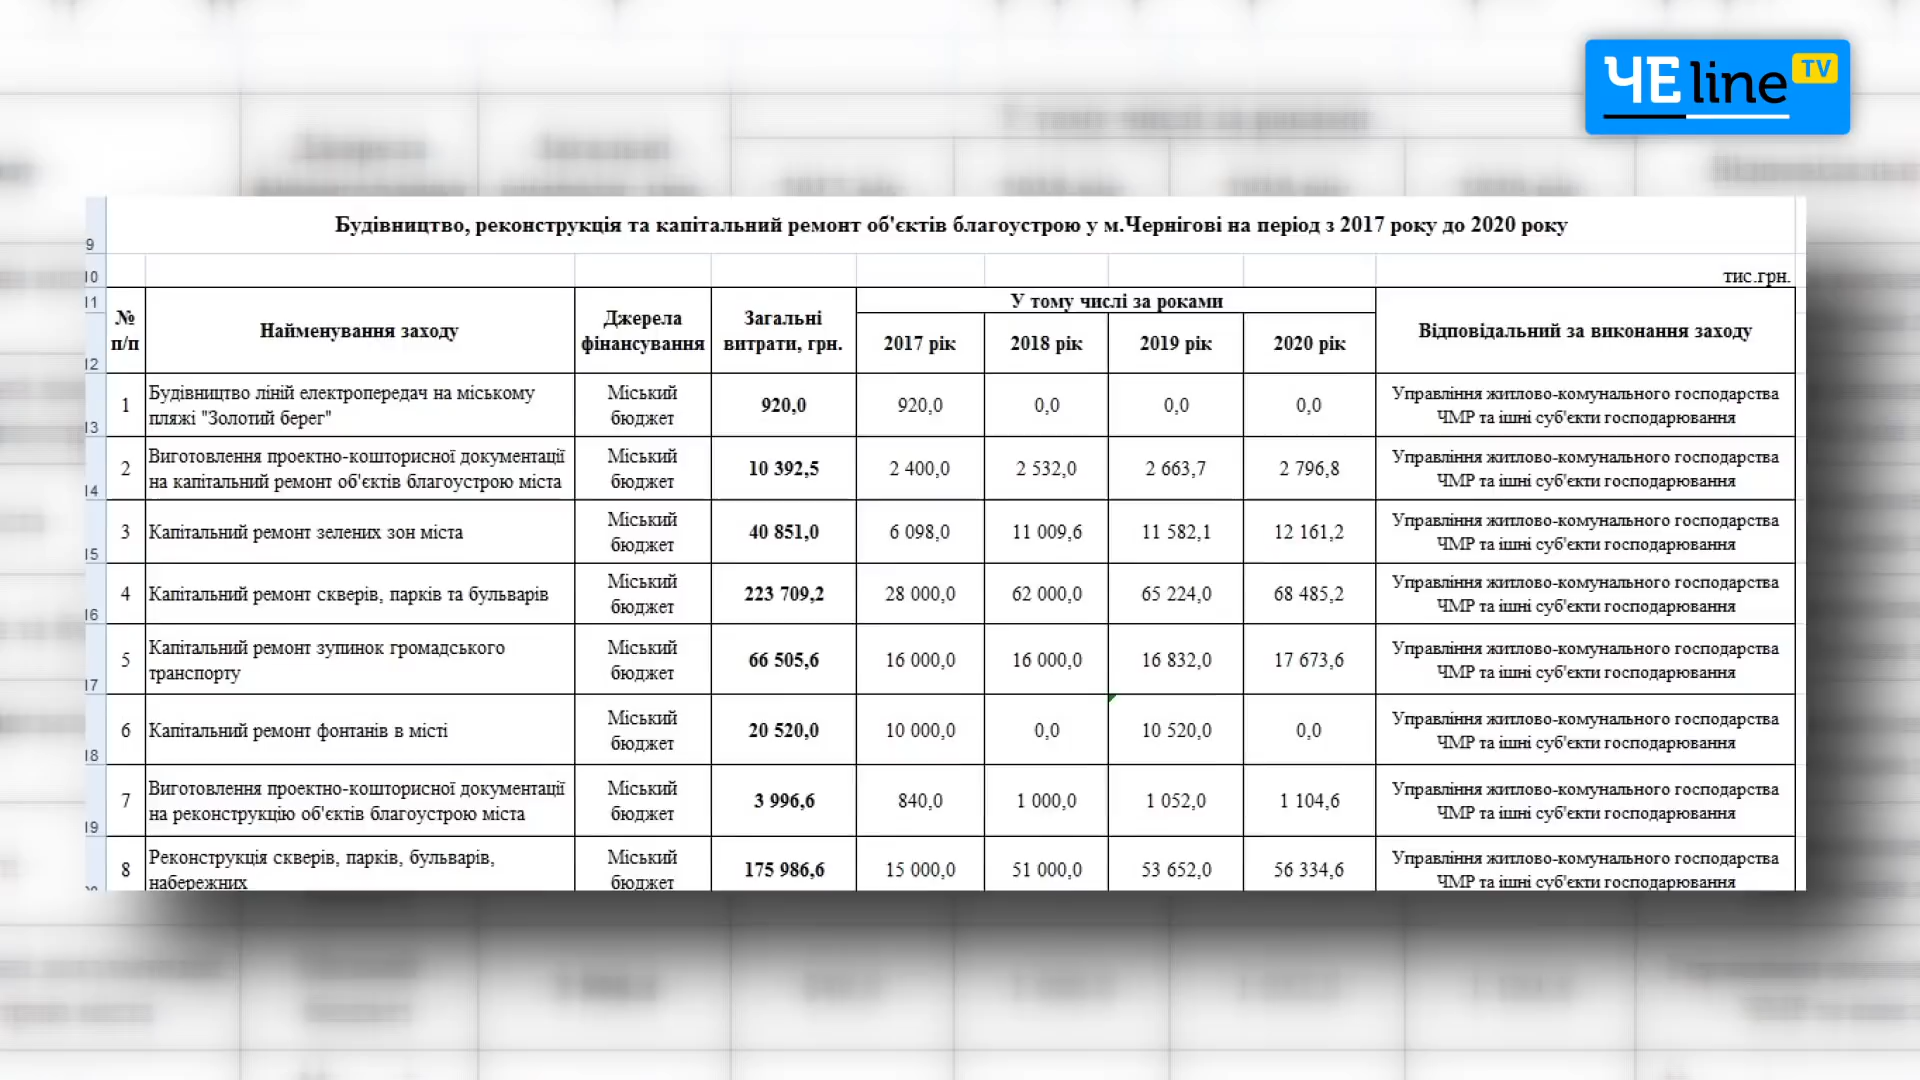 ЧЕ line TV
Будівництво, реконструкція та капітальний ремонт об'єктів благоустрою у м.Чернігові на період з 2017 року до 2020 року
9
10
тис.грн.
11
12
№ п/п
Найменування заходу
Джерела фінансування
Загальні витрати, грн.
У тому числі за роками
2017 рік
2018 рік
2019 рік
2020 рік
Відповідальний за виконання заходу
13
1
Будівництво ліній електропередач на міському
пляжі "Золотий берег"
Міський
бюджет
920,0
920,0
0,0
0,0
0,0
Управління житлово-комунального господарства
ЧМР та ішні суб'єкти господарювання
14
2
Виготовлення проектно-кошторисної документації
на капітальний ремонт об'єктів благоустрою міста
Міський
бюджет
10 392,5
2 400,0
2 532,0
2 663,7
2 796,8
Управління житлово-комунального господарства
ЧМР та ішні суб'єкти господарювання
15
3
Капітальний ремонт зелених зон міста
Міський
бюджет
40 851,0
6 098,0
11 009,6
11 582,1
12 161,2
Управління житлово-комунального господарства
ЧМР та ішні суб'єкти господарювання
16
4
Капітальний ремонт скверів, парків та бульварів
Міський
бюджет
223 709,2
28 000,0
62 000,0
65 224,0
68 485,2
Управління житлово-комунального господарства
ЧМР та ішні суб'єкти господарювання
17
5
Капітальний ремонт зупинок громадського
транспорту
Міський
бюджет
66 505,6
16 000,0
16 000,0
16 832,0
17 673,6
Управління житлово-комунального господарства
ЧМР та ішні суб'єкти господарювання
18
6
Капітальний ремонт фонтанів в місті
Міський
бюджет
20 520,0
10 000,0
0,0
10 520,0
0,0
Управління житлово-комунального господарства
ЧМР та ішні суб'єкти господарювання
19
7
Виготовлення проектно-кошторисної документації
на реконструкцію об'єктів благоустрою міста
Міський
бюджет
3 996,6
840,0
1 000,0
1 052,0
1 104,6
Управління житлово-комунального господарства
ЧМР та ішні суб'єкти господарювання
8
Реконструкція скверів, парків, бульварів,
набережних
Міський
бюджет
175 986,6
15 000,0
51 000,0
53 652,0
56 334,6
Управління житлово-комунального господарства
ЧМР та ішні суб'єкти господарювання